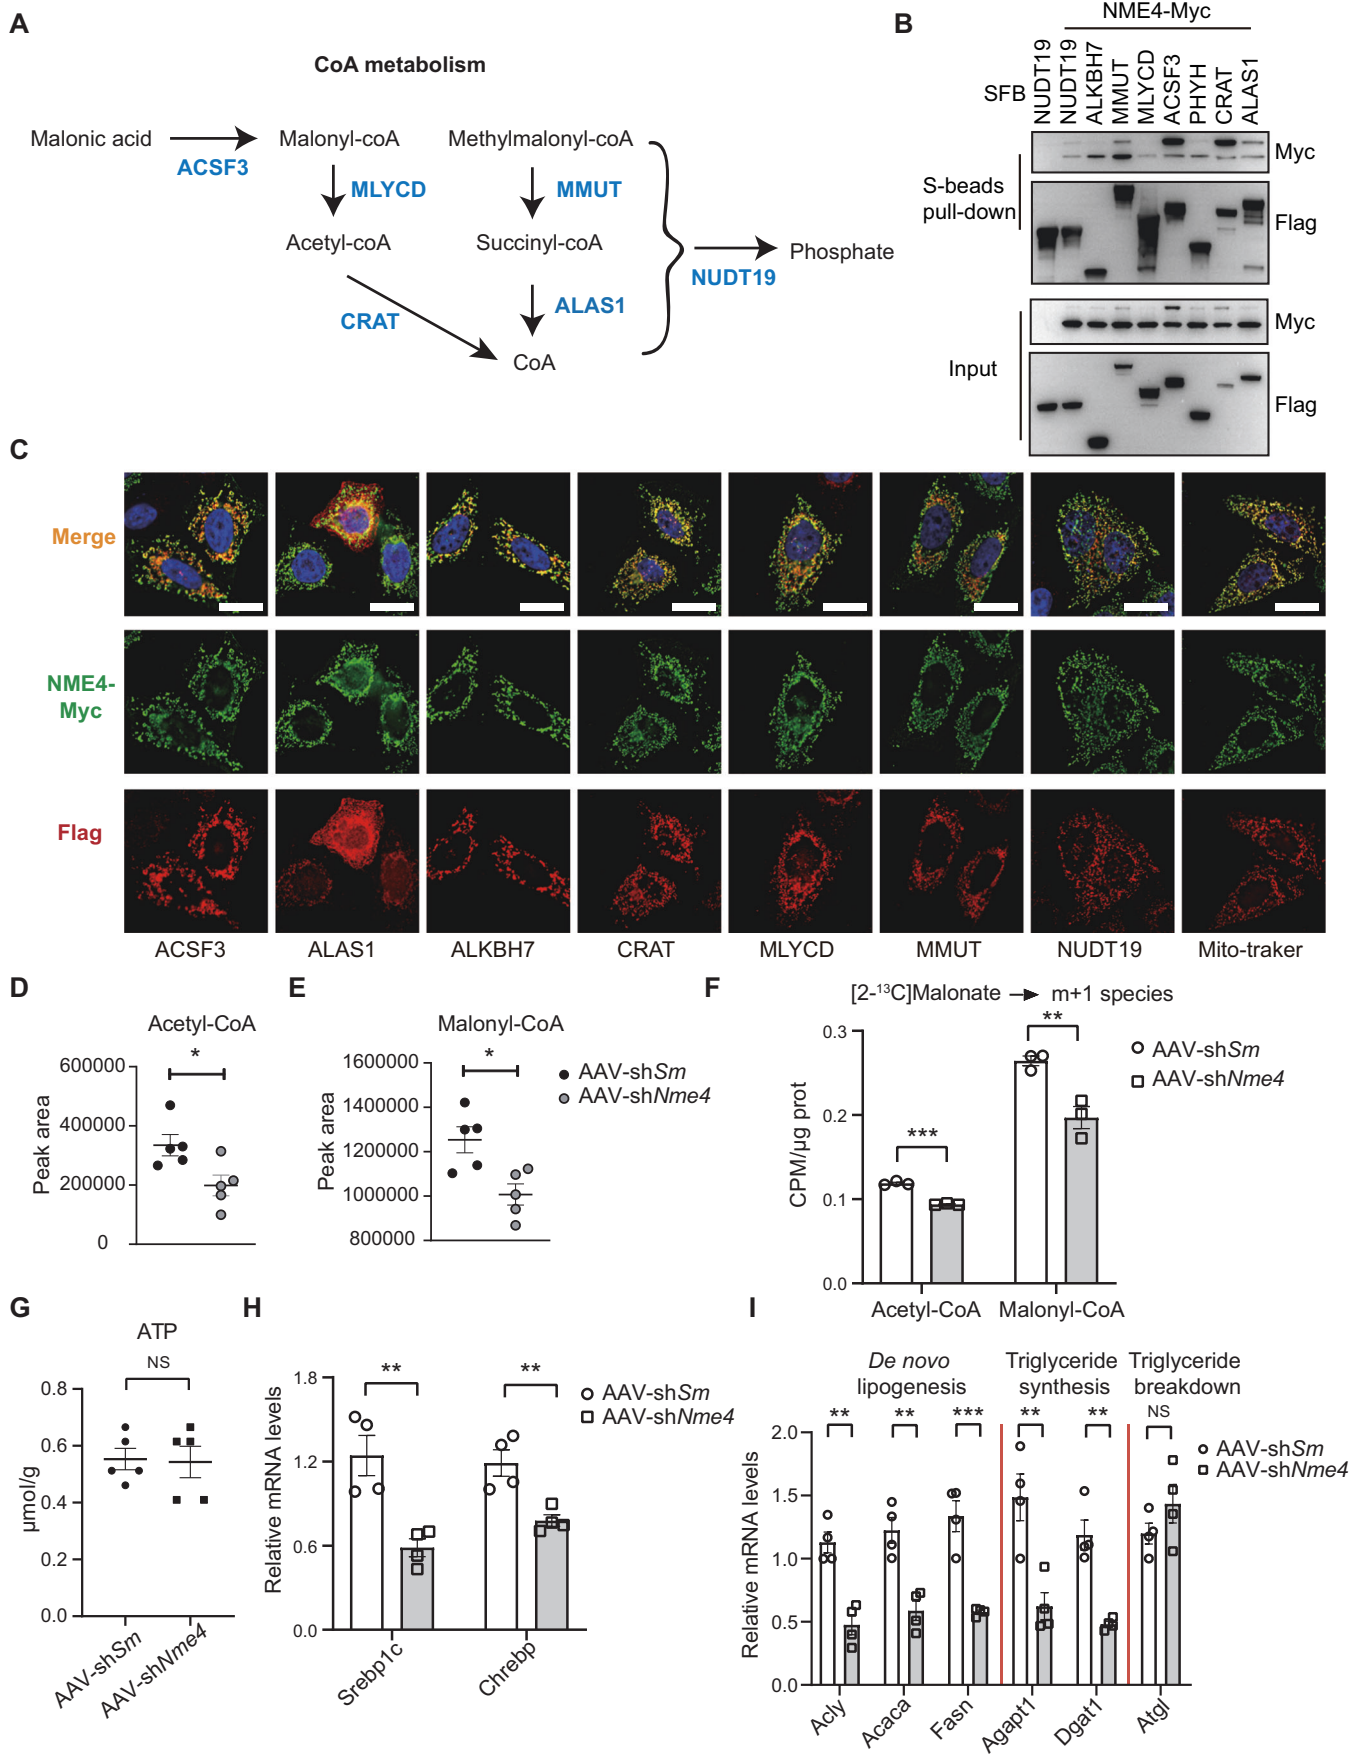 A
CoA metabolism
Malonic acid
ACSF3
Malonyl-coA
Methylmalonyl-coA
MLYCD
MMUT
Acetyl-coA
Succinyl-coA
NUDT19
Phosphate
CRAT
ALAS1
CoA
B
NME4-Myc
SFB
NUDT19
NUDT19
ALKBH7
MMUT
MLYCD
ACSF3
PHYH
CRAT
ALAS1
S-beads
pull-down
Myc
Flag
Input
Myc
Flag
C
Merge
NME4-
Myc
Flag
ACSF3
ALAS1
ALKBH7
CRAT
MLYCD
MMUT
NUDT19
Mito-traker
D
Acetyl-CoA
*
Peak area
600000
400000
200000
0
E
Malonyl-CoA
*
Peak area
1600000
1400000
1200000
1000000
800000
AAV-shSm
AAV-shNme4
F
[2-¹³C]Malonate m+1 species
CPM/µg prot
0.3
0.2
0.1
0.0
***
**
Acetyl-CoA
Malonyl-CoA
AAV-shSm
AAV-shNme4
G
ATP
NS
µmol/g
0.8
0.6
0.4
0.2
0.0
AAV-shSm
AAV-shNme4
H
Relative mRNA levels
1.8
1.2
0.6
0.0
**
**
Srebp1c
Chrebp
AAV-shSm
AAV-shNme4
I
De novo
lipogenesis
Triglyceride
synthesis
Triglyceride
breakdown
Relative mRNA levels
2.0
1.5
1.0
0.5
0.0
**
**
***
**
**
NS
Acly
Acaca
Fasn
Agapt1
Dgat1
Atgl
AAV-shSm
AAV-shNme4